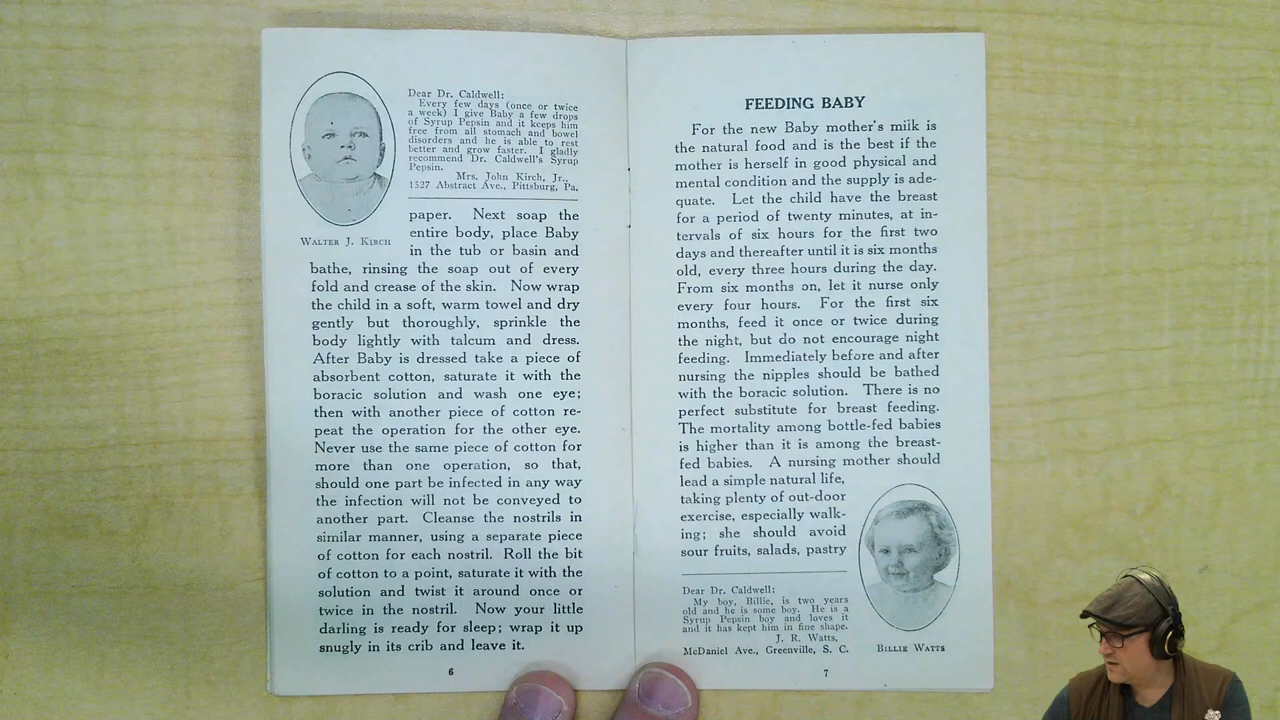 Dear Dr. Caldwell:
Every few days (once or twice
a week) I give Baby a few drops
of Syrup Pepsin and it keeps him
free from all stomach and bowel
disorders and he is able to rest
better and grow faster. I gladly
recommend Dr. Caldwell's Syrup
Pepsin.
Mrs. John Kirch, Jr.,
1527 Abstract Ave., Pittsburg, Pa.
Walter J. Kirch
paper. Next soap the
entire body, place Baby
in the tub or basin and
bathe, rinsing the soap out of every
fold and crease of the skin. Now wrap
the child in a soft, warm towel and dry
gently but thoroughly, sprinkle the
body lightly with talcum and dress.
After Baby is dressed take a piece of
absorbent cotton, saturate it with the
boracic solution and wash one eye;
then with another piece of cotton re-
peat the operation for the other eye.
Never use the same piece of cotton for
more than one operation, so that,
should one part be infected in any way
the infection will not be conveyed to
another part. Cleanse the nostrils in
similar manner, using a separate piece
of cotton for each nostril. Roll the bit
of cotton to a point, saturate it with the
solution and twist it around once or
twice in the nostril. Now your little
darling is ready for sleep; wrap it up
snugly in its crib and leave it.
6
FEEDING BABY
For the new Baby mother's milk is
the natural food and is the best if the
mother is herself in good physical and
mental condition and the supply is ade-
quate. Let the child have the breast
for a period of twenty minutes, at in-
tervals of six hours for the first two
days and thereafter until it is six months
old, every three hours during the day.
From six months on, let it nurse only
every four hours. For the first six
months, feed it once or twice during
the night, but do not encourage night
feeding. Immediately before and after
nursing the nipples should be bathed
with the boracic solution. There is no
perfect substitute for breast feeding.
The mortality among bottle-fed babies
is higher than it is among the breast-
fed babies. A nursing mother should
lead a simple natural life,
taking plenty of out-door
exercise, especially walk-
ing; she should avoid
sour fruits, salads, pastry
Dear Dr. Caldwell:
My boy, Billie, is two years
old and he is some boy. He is a
Syrup Pepsin boy and loves it
and it has kept him in fine shape.
J. R. Watts,
McDaniel Ave., Greenville, S. C.
Billie Watts
7